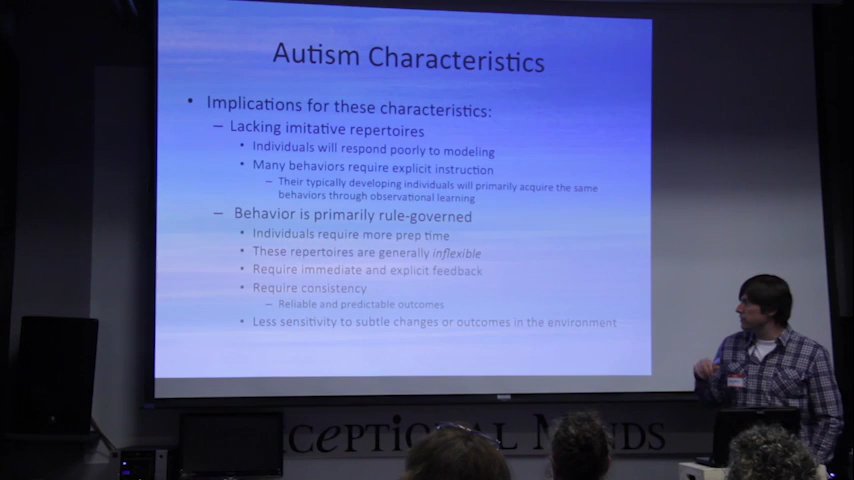 Autism Characteristics
• Implications for these characteristics:
– Lacking imitative repertoires
• Individuals will respond poorly to modeling
• Many behaviors require explicit instruction
– Their typically developing individuals will primarily acquire the same
behaviors through observational learning
– Behavior is primarily rule-governed
• Individuals require more prep time
• These repertoires are generally inflexible
• Require immediate and explicit feedback
• Require consistency
– Reliable and predictable outcomes
• Less sensitivity to subtle changes or outcomes in the environment